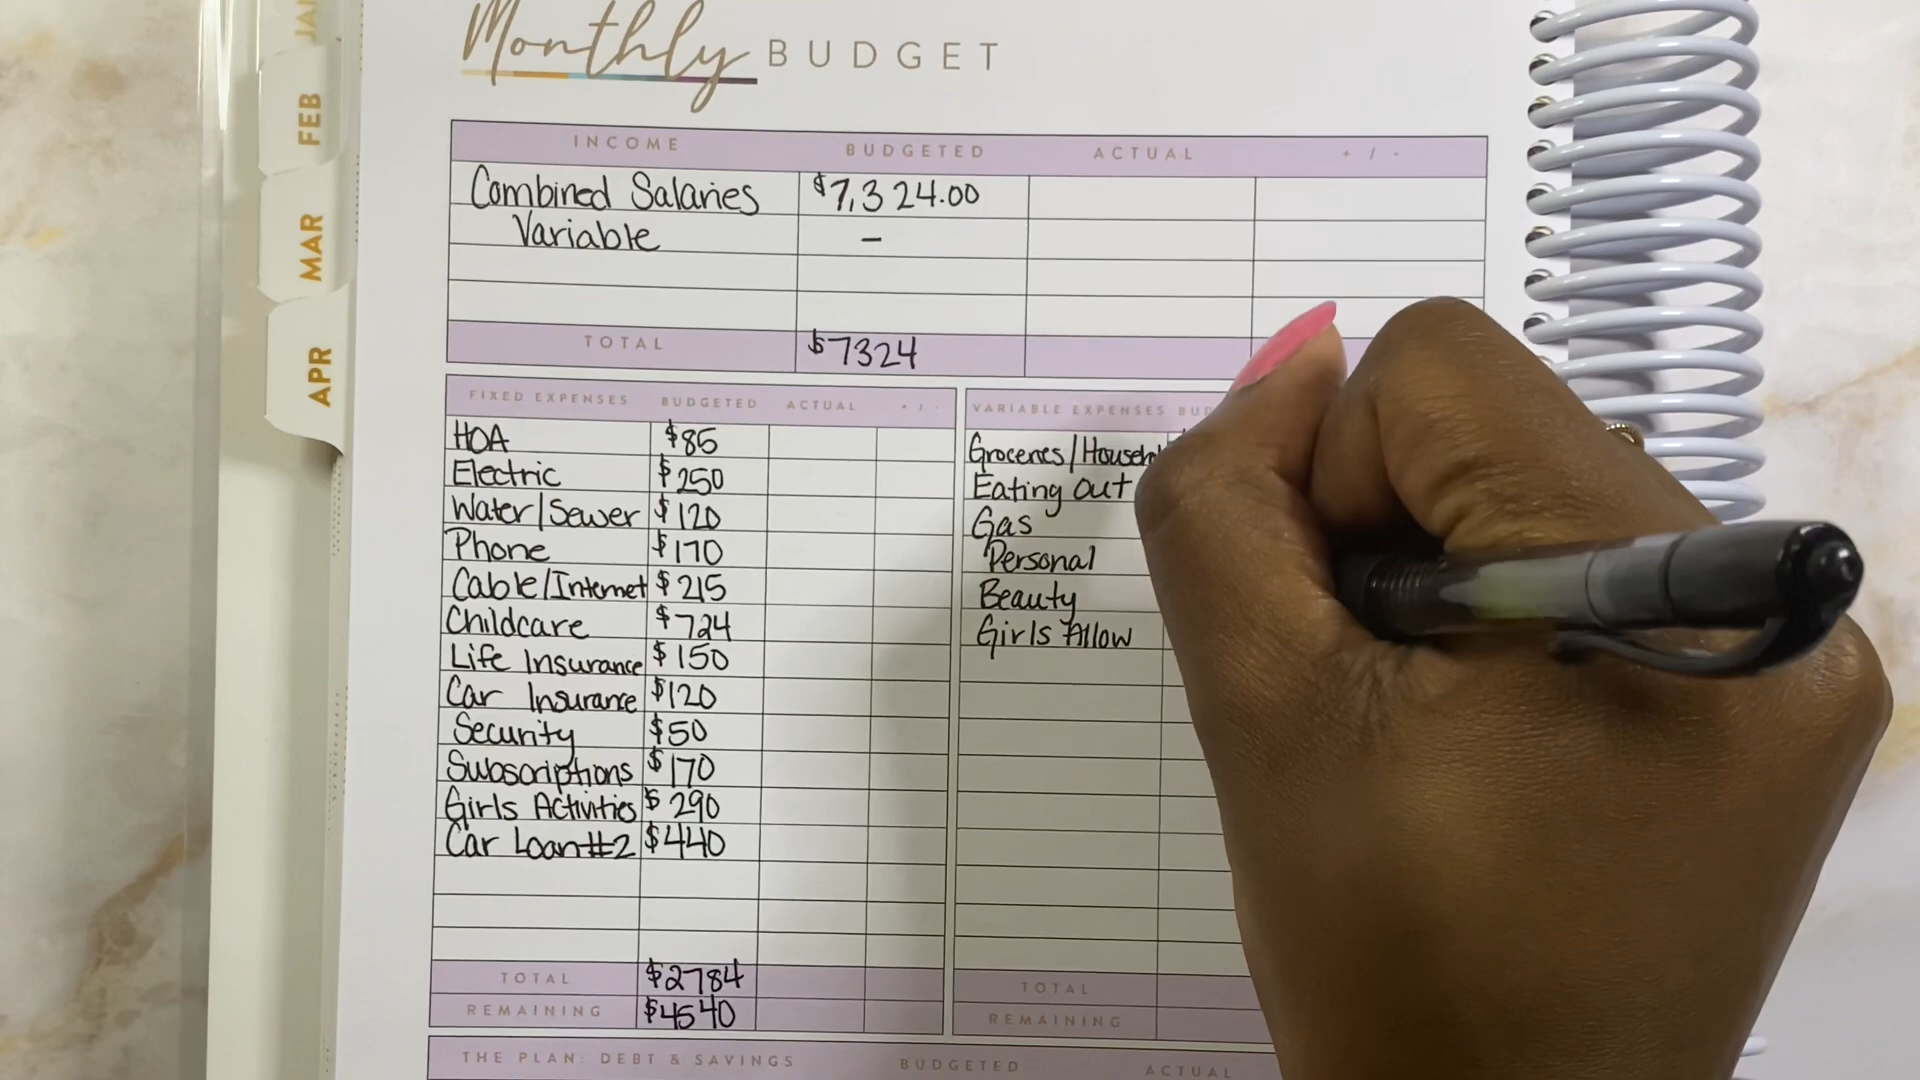 JAN
FEB
MAR
APR
Monthly BUDGET
INCOME BUDGETED ACTUAL + / -
Combined Salaries $7,324.00
Variable –
TOTAL $7324
FIXED EXPENSES BUDGETED ACTUAL + / -
HOA $85
Electric $250
Water/Sewer $120
Phone $170
Cable/Internet $215
Childcare $724
Life Insurance $150
Car Insurance $120
Security $50
Subscriptions $170
Girls Activities $290
Car Loan#2 $440
TOTAL $2784
REMAINING $4540
VARIABLE EXPENSES BUD
Groceries/Househ
Eating Out
Gas
Personal
Beauty
Girls Allow
TOTAL
REMAINING
THE PLAN: DEBT & SAVINGS BUDGETED ACTUAL